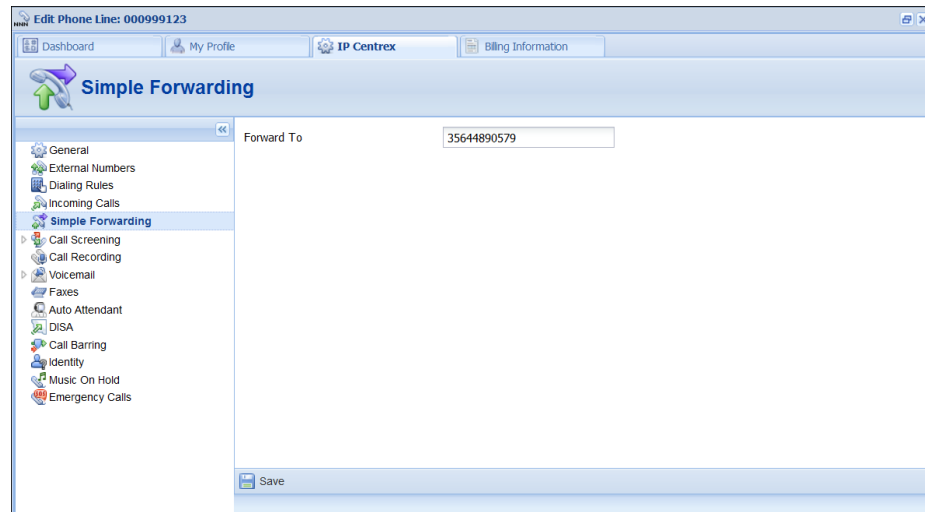 Edit Phone Line: 000999123
Dashboard
My Profile
IP Centrex
Billing Information
Simple Forwarding
General
External Numbers
Dialing Rules
Incoming Calls
Simple Forwarding
Call Screening
Call Recording
Voicemail
Faxes
Auto Attendant
DISA
Call Barring
Identity
Music On Hold
Emergency Calls
Forward To
35644890579
Save